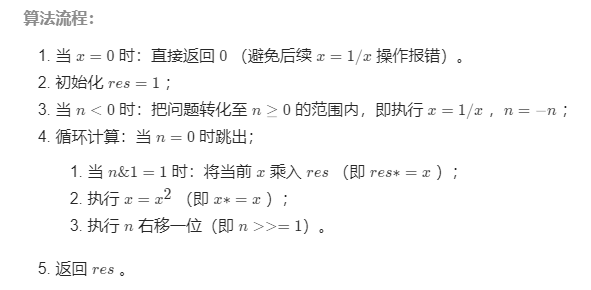 算法流程:
1. 当 x = 0 时：直接返回 0 （避免后续 x = 1/x 操作报错）。
2. 初始化 res = 1 ；
3. 当 n < 0 时：把问题转化至 n ≥ 0 的范围内，即执行 x = 1/x ，n = −n ；
4. 循环计算：当 n = 0 时跳出；
1. 当 n&1 = 1 时：将当前 x 乘入 res （即 res∗ = x ）；
2. 执行 x = x² （即 x∗ = x ）；
3. 执行 n 右移一位（即 n >>= 1）。
5. 返回 res 。